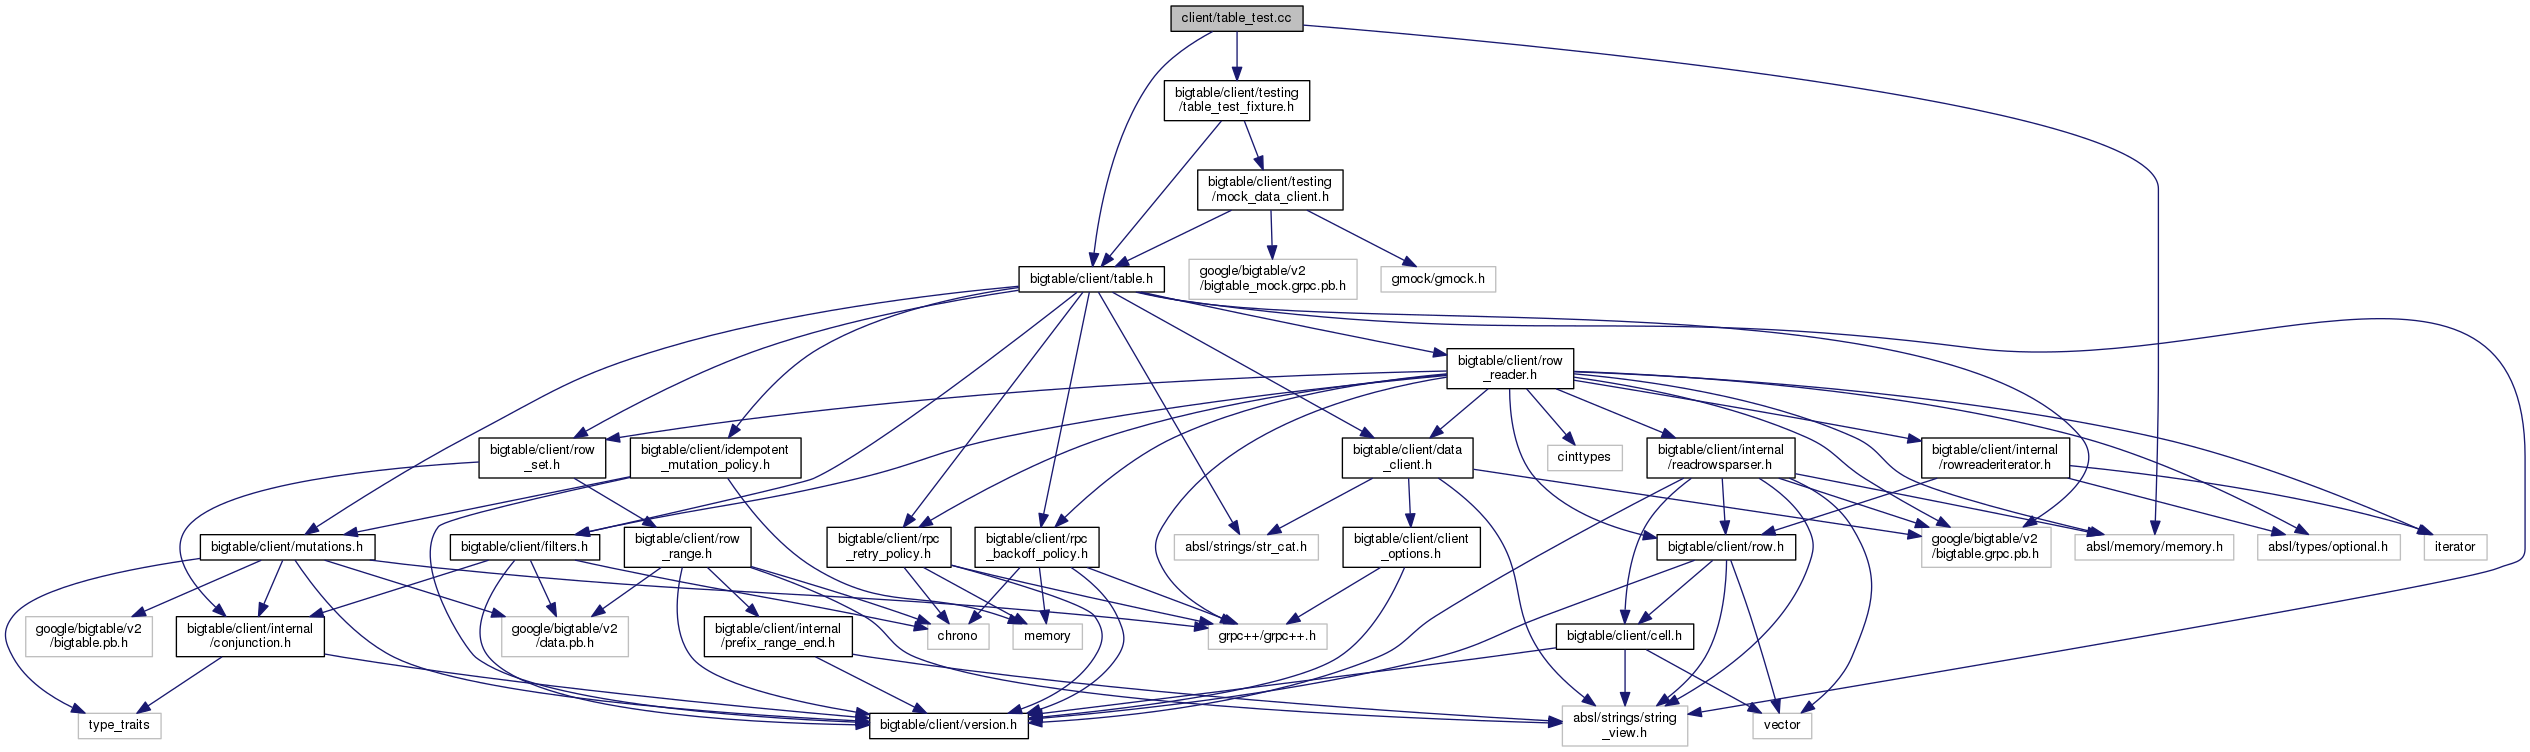 client/table_test.cc
bigtable/client/testing
/table_test_fixture.h
bigtable/client/testing
/mock_data_client.h
bigtable/client/table.h
google/bigtable/v2
/bigtable_mock.grpc.pb.h
gmock/gmock.h
bigtable/client/row
_reader.h
bigtable/client/row
_set.h
bigtable/client/idempotent
_mutation_policy.h
bigtable/client/data
_client.h
cinttypes
bigtable/client/internal
/readrowsparser.h
bigtable/client/internal
/rowreaderiterator.h
bigtable/client/mutations.h
bigtable/client/filters.h
bigtable/client/row
_range.h
bigtable/client/rpc
_retry_policy.h
bigtable/client/rpc
_backoff_policy.h
absl/strings/str_cat.h
bigtable/client/client
_options.h
bigtable/client/row.h
google/bigtable/v2
/bigtable.grpc.pb.h
absl/memory/memory.h
absl/types/optional.h
iterator
google/bigtable/v2
/bigtable.pb.h
bigtable/client/internal
/conjunction.h
google/bigtable/v2
/data.pb.h
bigtable/client/internal
/prefix_range_end.h
chrono
memory
grpc++/grpc++.h
bigtable/client/cell.h
type_traits
bigtable/client/version.h
absl/strings/string
_view.h
vector